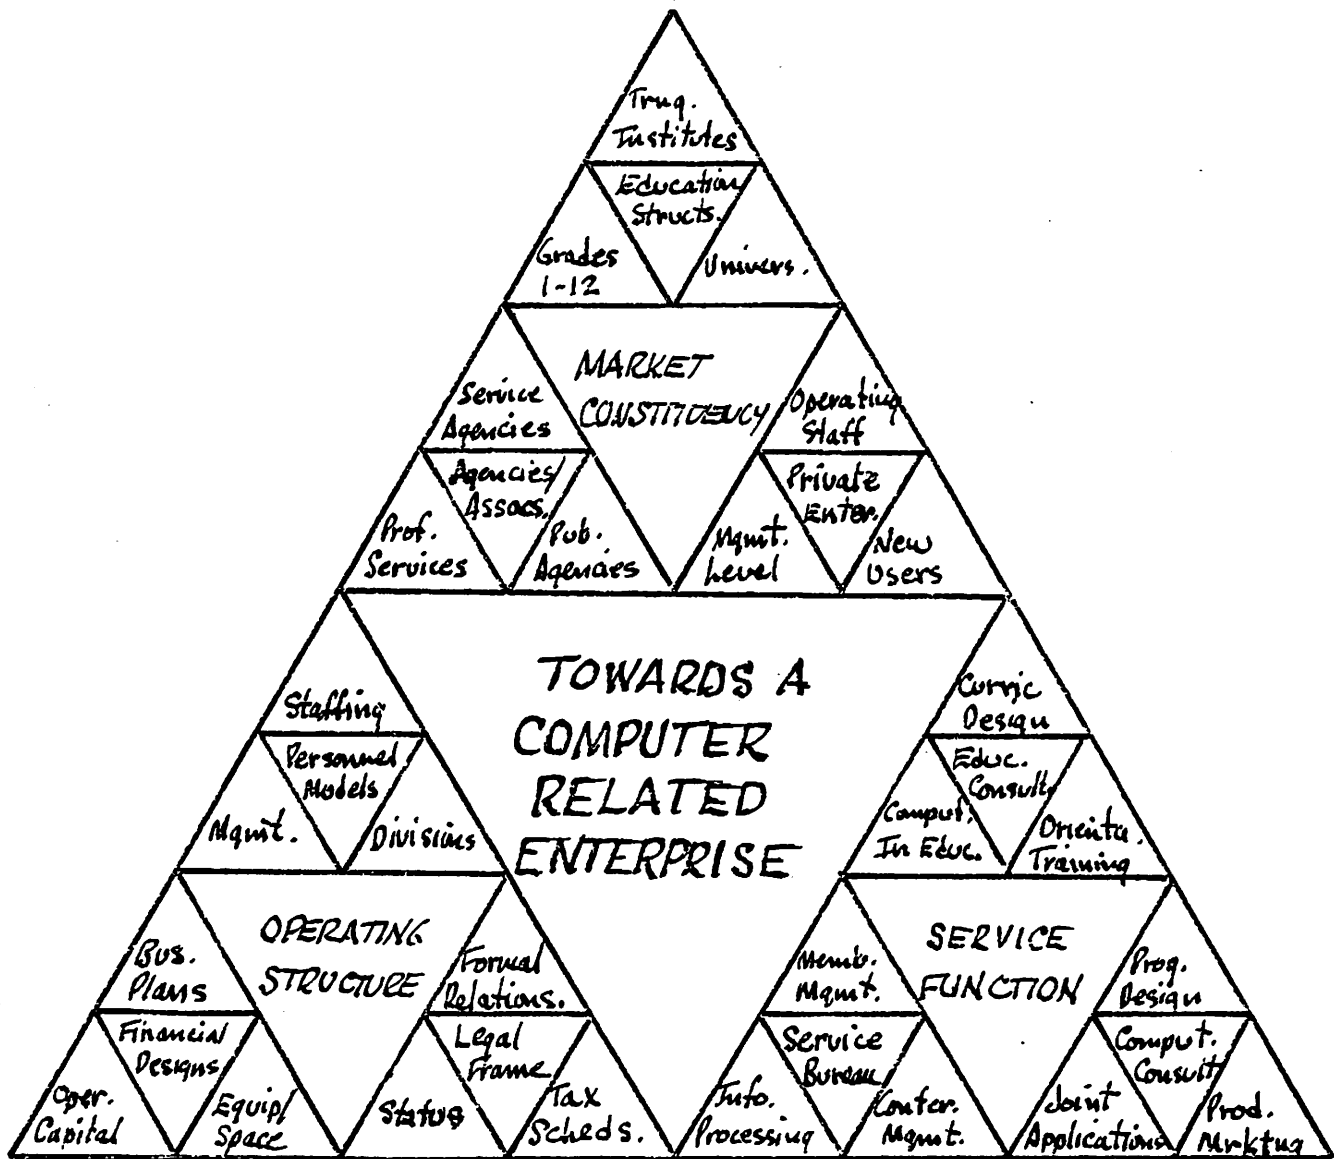 Trng.
Institutes
Education
Structs.
Grades
1-12
Univers.
MARKET
CONSTITUENCY
Service
Agencies
Operating
Staff
Agencies/
Assocs.
Private
Enter.
Prof.
Services
Pub.
Agencies
Mgmt.
Level
New
Users
TOWARDS A
COMPUTER
RELATED
ENTERPRISE
Staffing
Personnel
Models
Mgmt.
Divisions
Curric
Design
Educ.
Consult.
Comput.
In Educ.
Orienta.
Training
OPERATING
STRUCTURE
Bus.
Plans
Formal
Relations.
Financial
Designs
Legal
Frame
Oper.
Capital
Equip/
Space
Status
Tax
Scheds.
SERVICE
FUNCTION
Memb.
Mgmt.
Prog.
Design
Service
Bureau
Comput.
Consult
Info.
Processing
Confer.
Mgmt.
Joint
Applications
Prod.
Mrktng